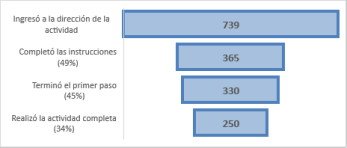 Ingresó a la dirección de la
actividad
739
Completó las instrucciones
(49%)
365
Terminó el primer paso
(45%)
330
Realizó la actividad completa
(34%)
250